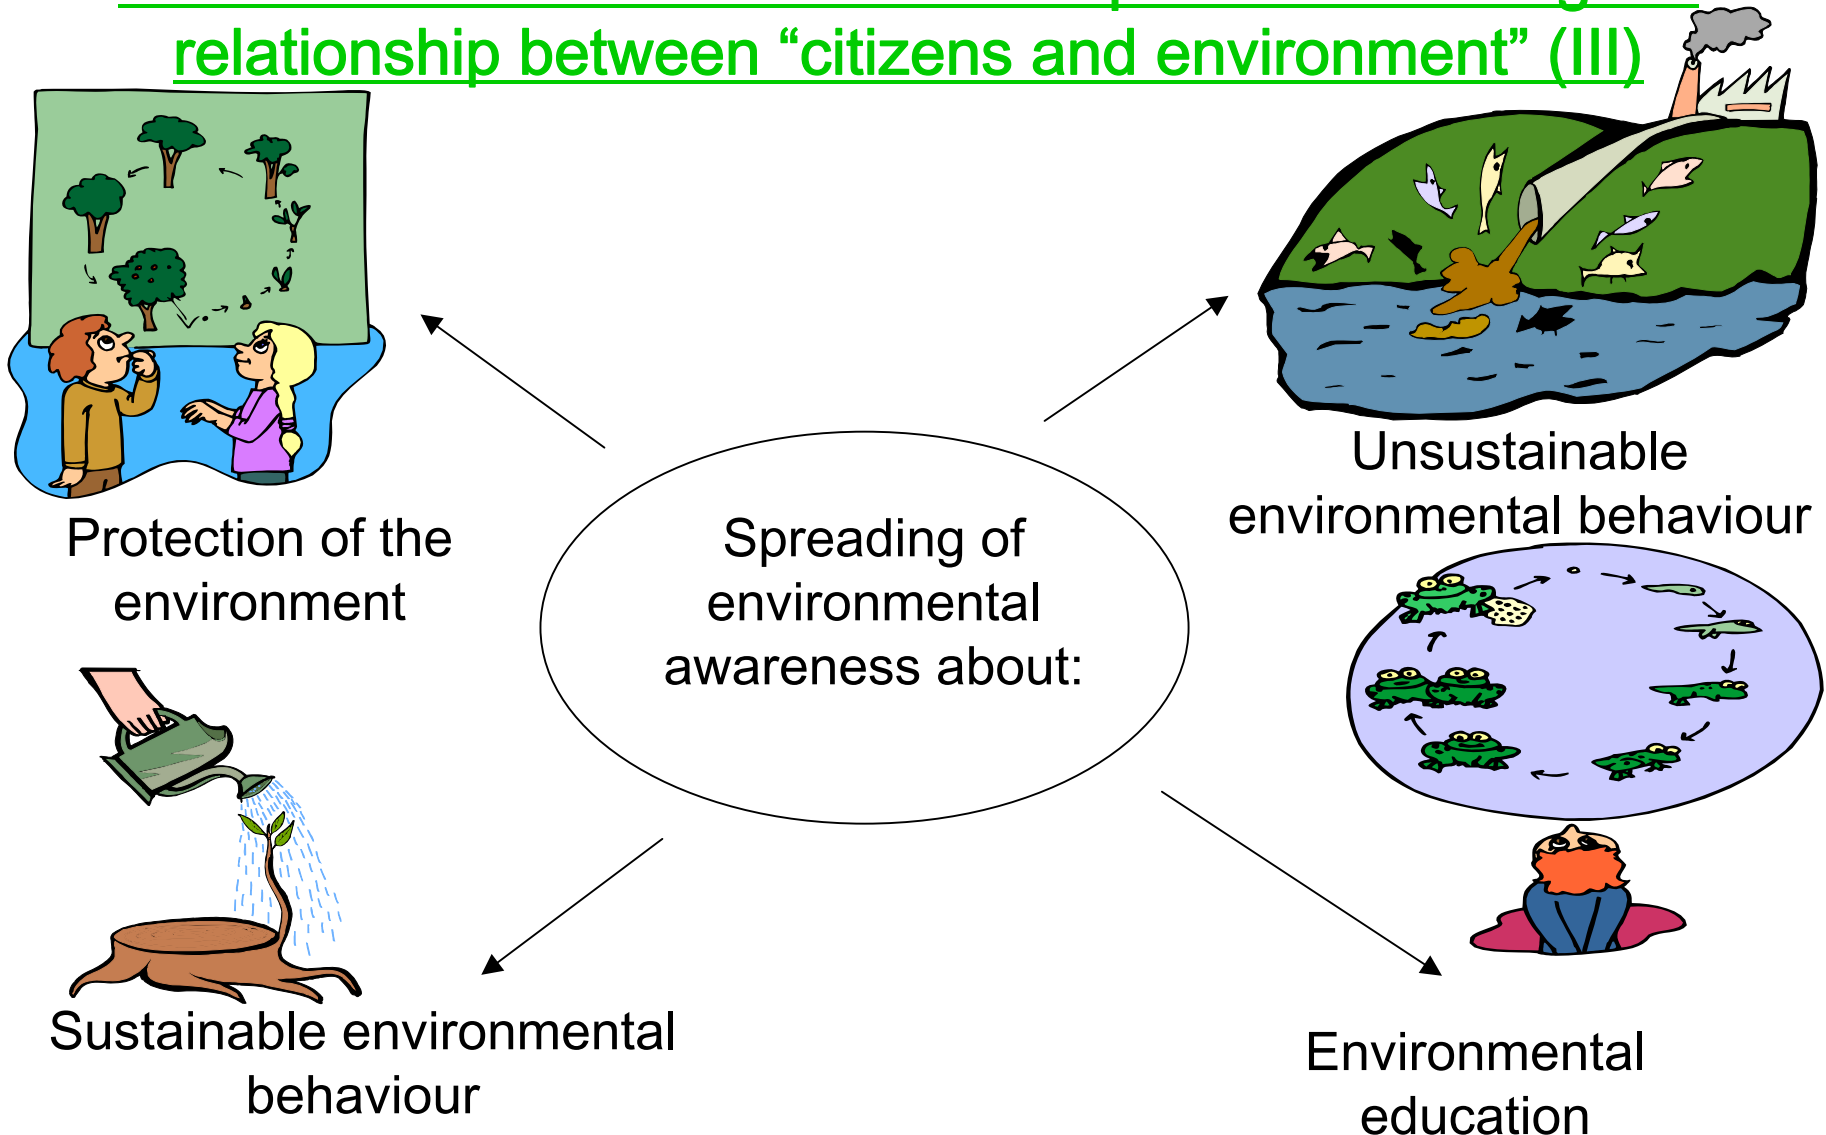 relationship between “citizens and environment” (III)
Protection of the
environment
Unsustainable
environmental behaviour
Spreading of
environmental
awareness about:
Sustainable environmental
behaviour
Environmental
education